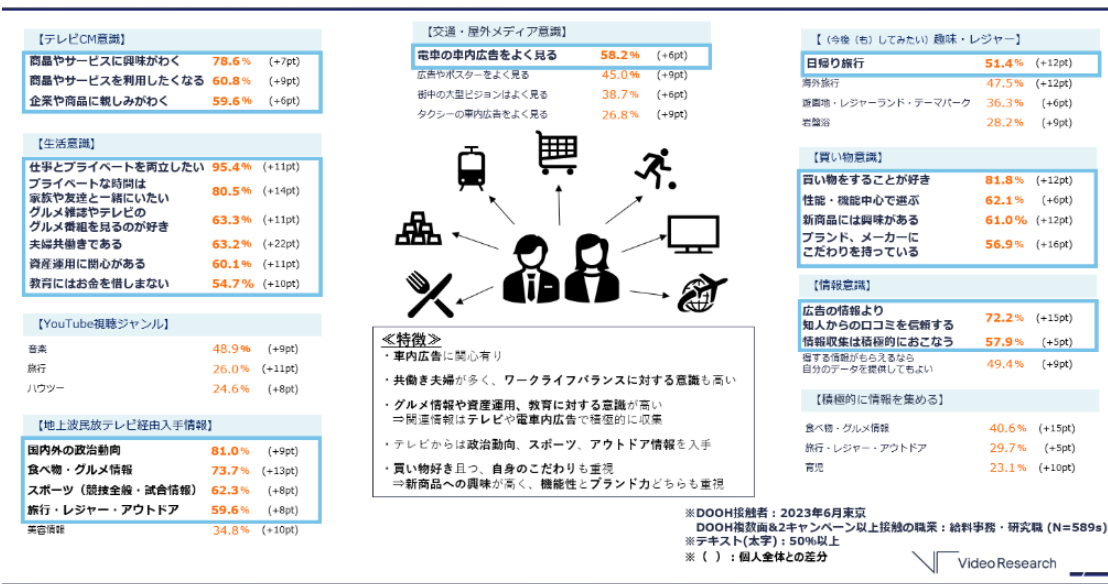 【テレビCM意識】
商品やサービスに興味がわく 78.6% (+7pt)
商品やサービスを利用したくなる 60.8% (+9pt)
企業や商品に親しみがわく 59.6% (+6pt)
【生活意識】
仕事とプライベートを両立したい 95.4% (+11pt)
プライベートな時間は
家族や友達と一緒にいたい 80.5% (+14pt)
グルメ雑誌やテレビの
グルメ番組を見るのが好き 63.3% (+11pt)
夫婦共働きである 63.2% (+22pt)
資産運用に関心がある 60.1% (+11pt)
教育にはお金を惜しまない 54.7% (+10pt)
【YouTube視聴ジャンル】
音楽 48.9% (+9pt)
旅行 26.0% (+11pt)
ハウツー 24.6% (+8pt)
【地上波民放テレビ経由入手情報】
国内外の政治動向 81.0% (+9pt)
食べ物・グルメ情報 73.7% (+13pt)
スポーツ（競技全般・試合情報） 62.3% (+8pt)
旅行・レジャー・アウトドア 59.6% (+8pt)
美容情報 34.8% (+10pt)
【交通・屋外メディア意識】
電車の車内広告をよく見る 58.2% (+6pt)
広告やポスターをよく見る 45.0% (+9pt)
街中の大型ビジョンはよく見る 38.7% (+6pt)
タクシーの車内広告をよく見る 26.8% (+9pt)
≪特徴≫
・車内広告に関心有り
・共働き夫婦が多く、ワークライフバランスに対する意識も高い
・グルメ情報や資産運用、教育に対する意識が高い
⇒関連情報はテレビや電車内広告で積極的に収集
・テレビからは政治動向、スポーツ、アウトドア情報を入手
・買い物好き且つ、自身のこだわりも重視
⇒新商品への興味が高く、機能性とブランド力どちらも重視
【（今後（も）してみたい）趣味・レジャー】
日帰り旅行 51.4% (+12pt)
海外旅行 47.5% (+12pt)
遊園地・レジャーランド・テーマパーク 36.3% (+6pt)
岩盤浴 28.2% (+9pt)
【買い物意識】
買い物をすることが好き 81.8% (+12pt)
性能・機能中心で選ぶ 62.1% (+6pt)
新商品には興味がある 61.0% (+12pt)
ブランド、メーカーに
こだわりを持っている 56.9% (+16pt)
【情報意識】
広告の情報より
知人からの口コミを信頼する 72.2% (+15pt)
情報収集は積極的におこなう 57.9% (+5pt)
得する情報がもらえるなら
自分のデータを提供してもよい 49.4% (+9pt)
【積極的に情報を集める】
食べ物・グルメ情報 40.6% (+15pt)
旅行・レジャー・アウトドア 29.7% (+5pt)
育児 23.1% (+10pt)
※DOOH接触者：2023年6月東京
DOOH複数面&2キャンペーン以上接触の職業：給料事務・研究職 (N=589s)
※テキスト(太字)：50%以上
※（ ）：個人全体との差分
Video Research